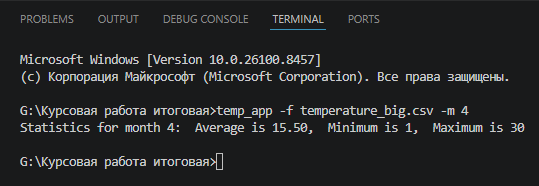 PROBLEMS OUTPUT DEBUG CONSOLE TERMINAL PORTS
Microsoft Windows [Version 10.0.26100.8457]
(c) Корпорация Майкрософт (Microsoft Corporation). Все права защищены.
G:\Курсовая работа итоговая>temp_app -f temperature_big.csv -m 4
Statistics for month 4:  Average is 15.50,  Minimum is 1,  Maximum is 30
G:\Курсовая работа итоговая>